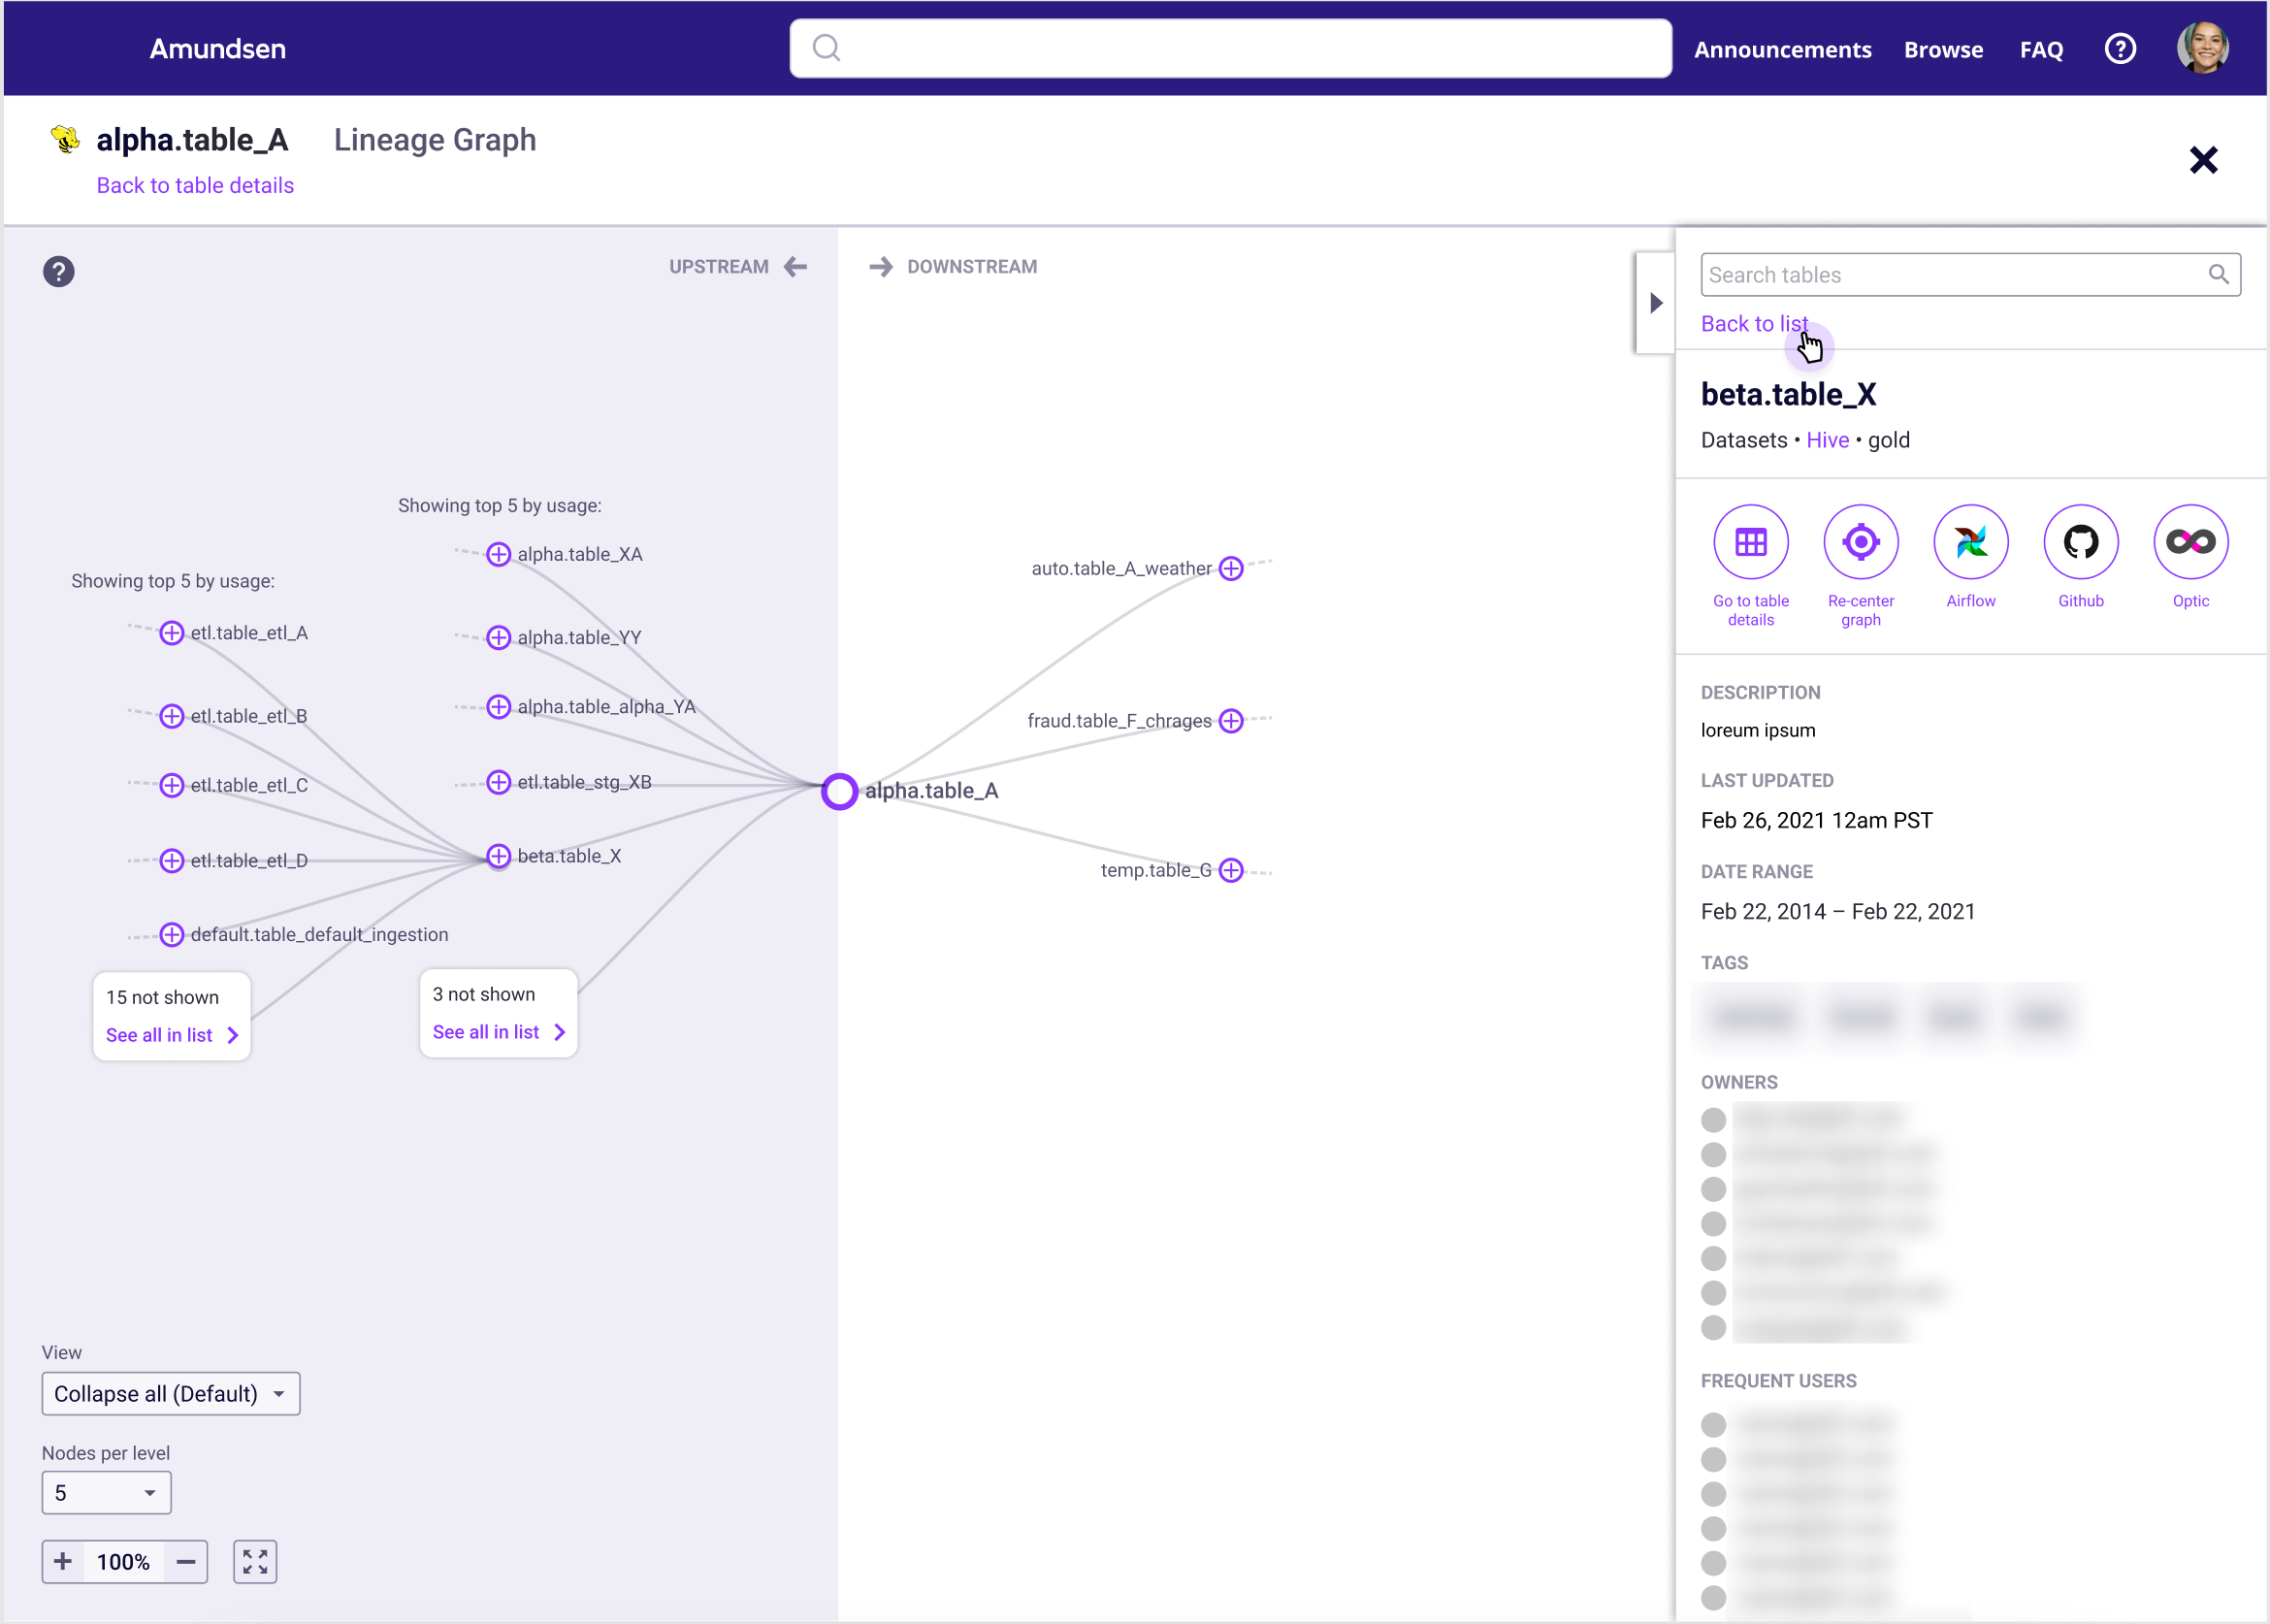 Amundsen
Announcements Browse FAQ ?
alpha.table_A Lineage Graph
Back to table details
?
UPSTREAM DOWNSTREAM
Showing top 5 by usage:
alpha.table_XA
alpha.table_YY
alpha.table_alpha_YA
etl.table_stg_XB
beta.table_X
3 not shown
See all in list
Showing top 5 by usage:
etl.table_etl_A
etl.table_etl_B
etl.table_etl_C
etl.table_etl_D
default.table_default_ingestion
15 not shown
See all in list
alpha.table_A
auto.table_A_weather
fraud.table_F_chrages
temp.table_G
View
Collapse all (Default)
Nodes per level
5
+ 100% −
Search tables
Back to list
beta.table_X
Datasets • Hive • gold
Go to table
details
Re-center
graph
Airflow
Github
Optic
DESCRIPTION
loreum ipsum
LAST UPDATED
Feb 26, 2021 12am PST
DATE RANGE
Feb 22, 2014 – Feb 22, 2021
TAGS
OWNERS
FREQUENT USERS